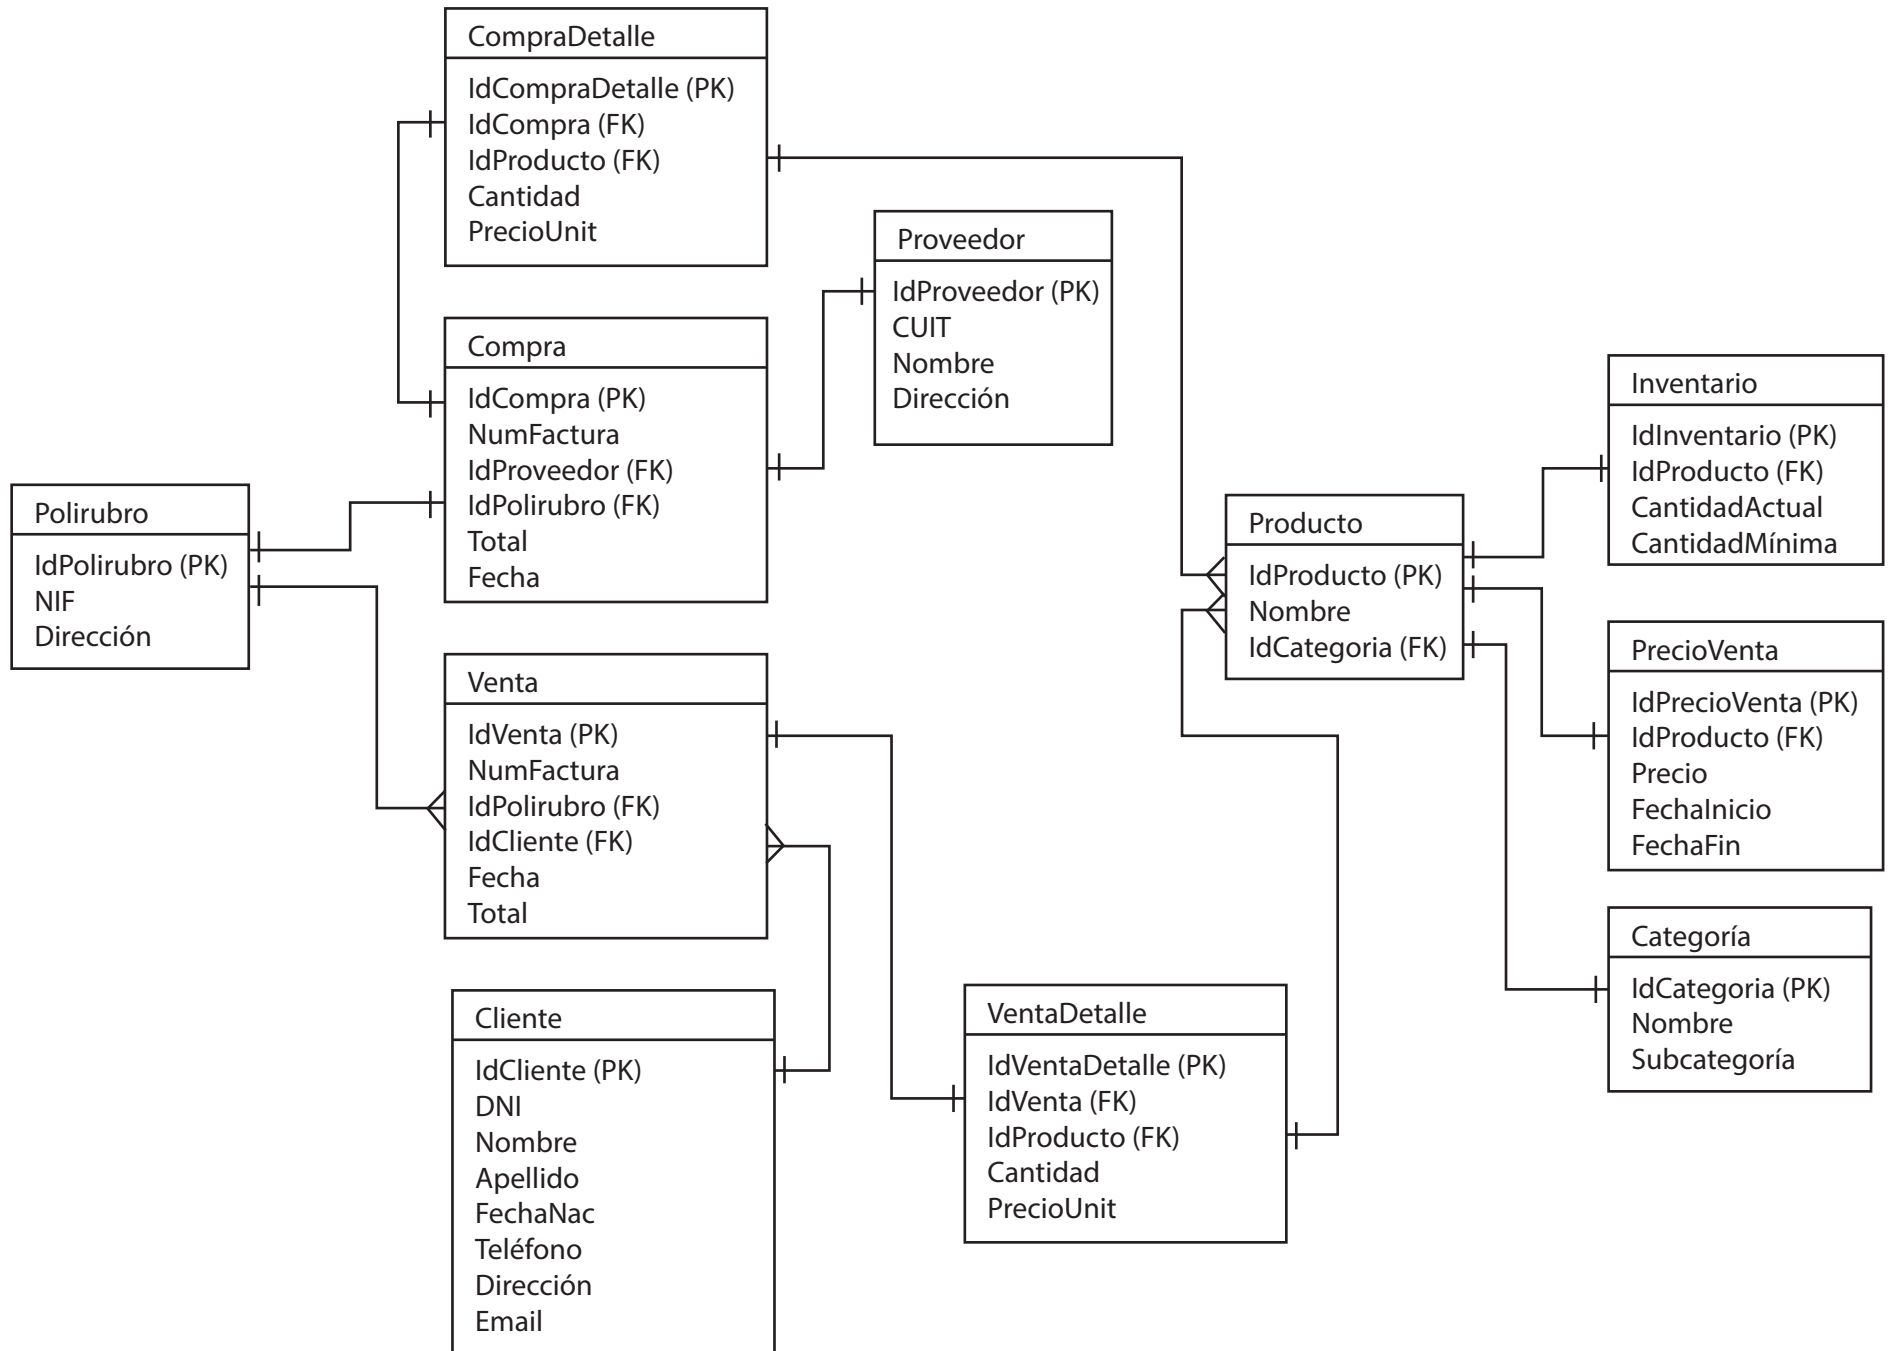 CompraDetalle
IdCompraDetalle (PK)
IdCompra (FK)
IdProducto (FK)
Cantidad
PrecioUnit
Proveedor
IdProveedor (PK)
CUIT
Nombre
Dirección
Compra
IdCompra (PK)
NumFactura
IdProveedor (FK)
IdPolirubro (FK)
Total
Fecha
Polirubro
IdPolirubro (PK)
NIF
Dirección
Venta
IdVenta (PK)
NumFactura
IdPolirubro (FK)
IdCliente (FK)
Fecha
Total
Cliente
IdCliente (PK)
DNI
Nombre
Apellido
FechaNac
Teléfono
Dirección
Email
VentaDetalle
IdVentaDetalle (PK)
IdVenta (FK)
IdProducto (FK)
Cantidad
PrecioUnit
Producto
IdProducto (PK)
Nombre
IdCategoria (FK)
Inventario
IdInventario (PK)
IdProducto (FK)
CantidadActual
CantidadMínima
PrecioVenta
IdPrecioVenta (PK)
IdProducto (FK)
Precio
FechaInicio
FechaFin
Categoría
IdCategoria (PK)
Nombre
Subcategoría